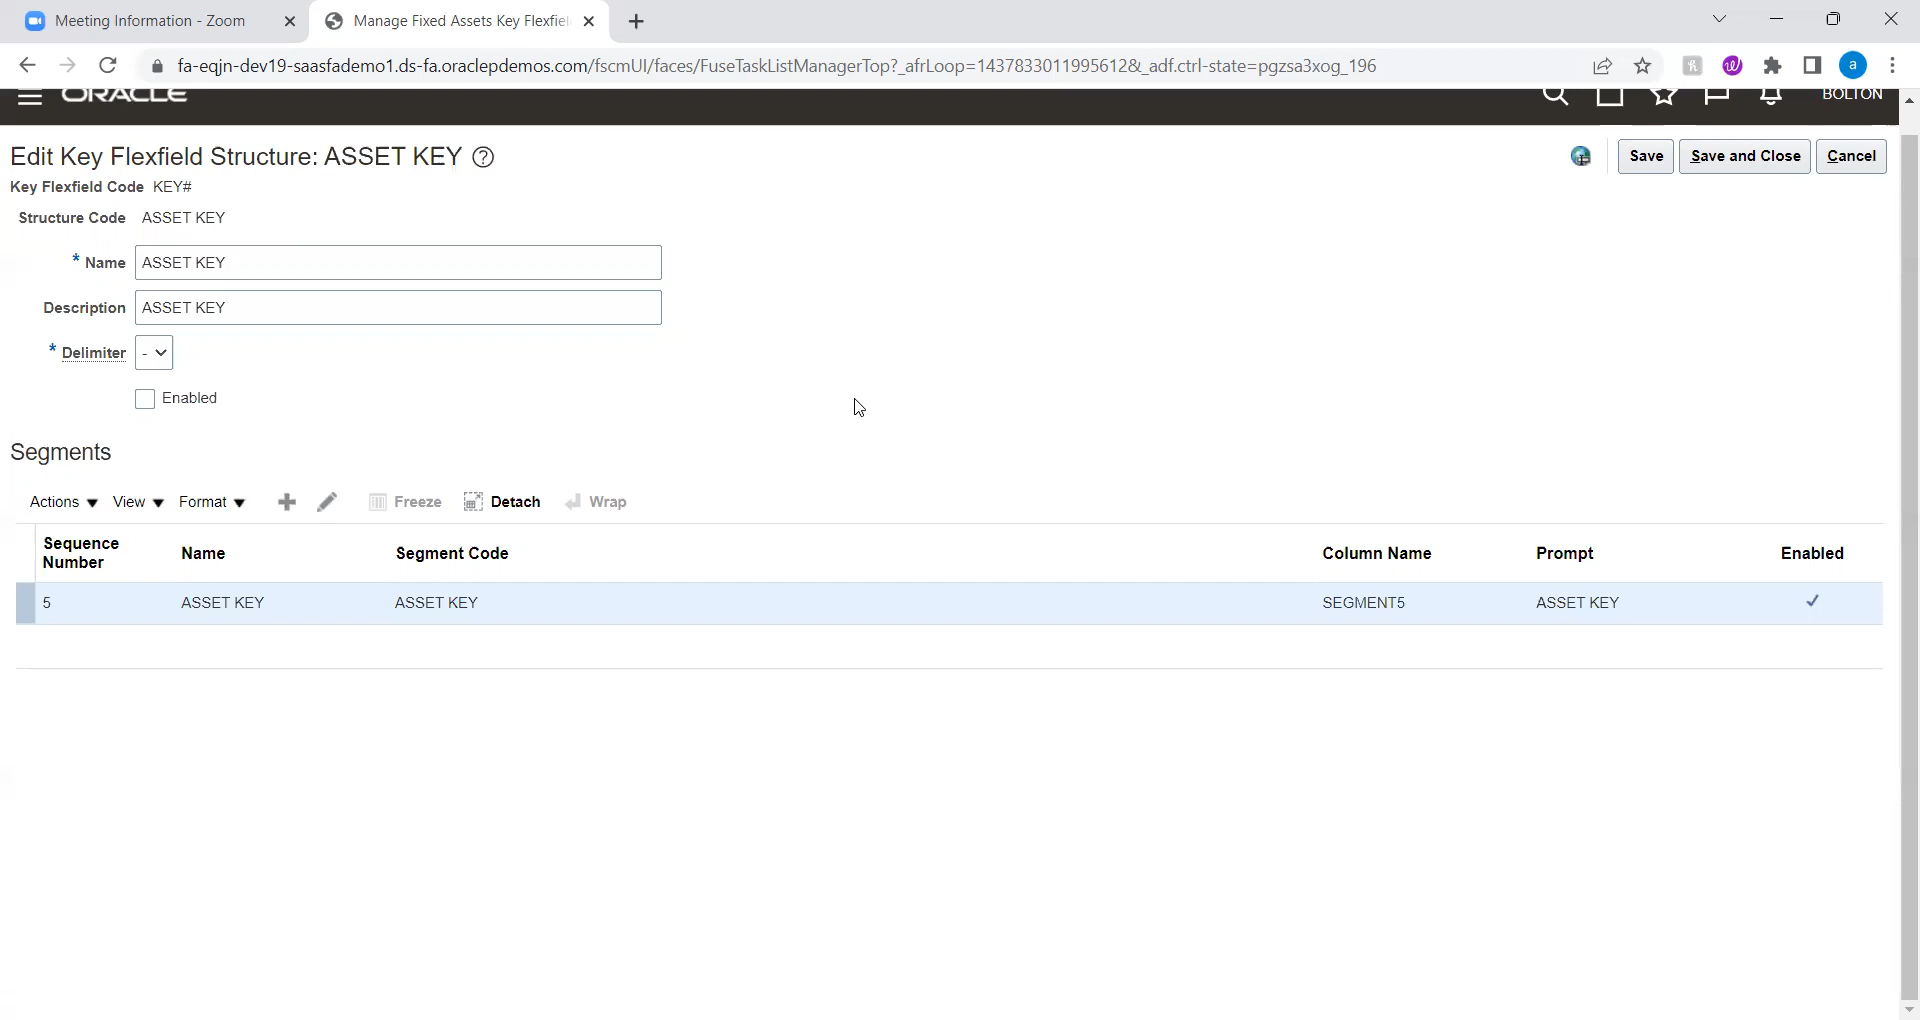 Meeting Information - Zoom
Manage Fixed Assets Key Flexfiel
fa-eqjn-dev19-saasfademo1.ds-fa.oraclepdemos.com/fscmUI/faces/FuseTaskListManagerTop?_afrLoop=14378330119956128&_adf.ctrl-state=pgzsa3xog_196
a
ORACLE
BOLTON
Edit Key Flexfield Structure: ASSET KEY ?
Save
Save and Close
Cancel
Key Flexfield Code KEY#
Structure Code ASSET KEY
* Name ASSET KEY
Description ASSET KEY
* Delimiter -
Enabled
Segments
Actions View Format Freeze Detach Wrap
Sequence Number Name Segment Code Column Name Prompt Enabled
5 ASSET KEY ASSET KEY SEGMENT5 ASSET KEY